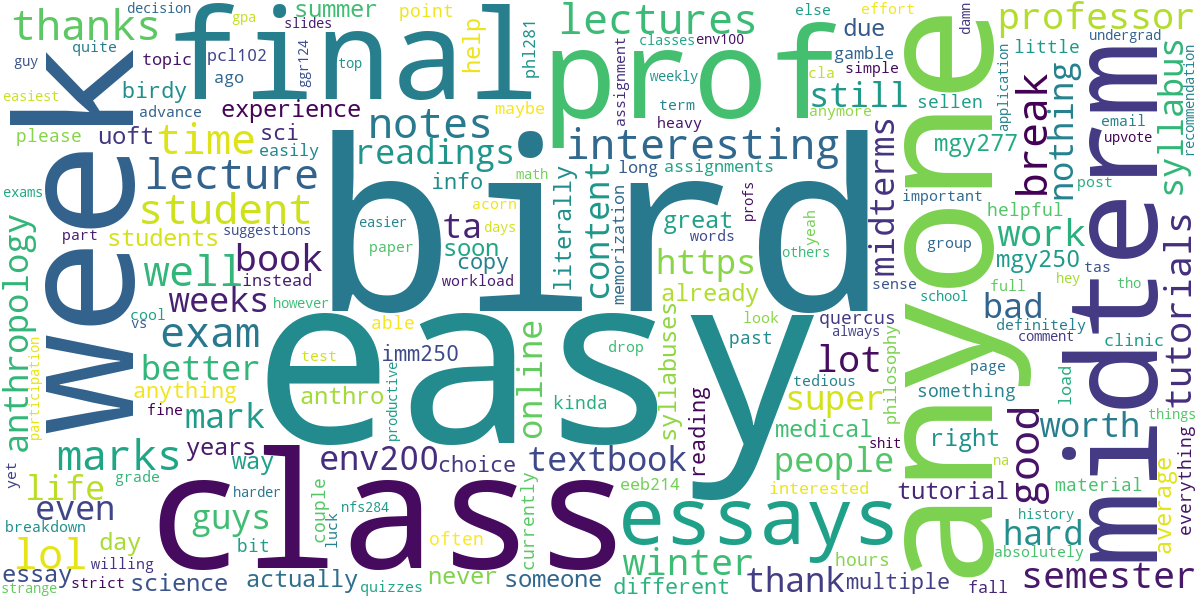 thanks
final
prof
lectures
summer
professor
anyone
week
decision
gpa
else
effort
damn
quite
slides
top
point
help
due
undergrad
guy
topic
pcl102
ggr124
phl281
assignment
classes
env100
gamble
little
birdy
ago
maybe
weekly
cla
simple
easiest
advance
experience
term
heavy
still
sellen
application
break
nothing
midterm
syllabus
recommendation
please
uoft
time
sci
notes
anymore
email
upvote
easily
readings
interesting
midterms
mgy277
lecture
math
info
literally
long
assignments
content
post
exams
student
bird
acorn
memorization
profs
important
tutorials
part
students
suggestions
easier
days
great
words
yeah
helpful
anthropology
well
book
ta
soon
paper
copy
others
group
work
mgy250
tas
instead
workload
https
sense
school
full
hey
tho
weeks
however
already
cool
vs
able
easy
syllabuses
look
quercus
bad
definitely
comment
clinic
exam
test
imm250
online
drop
past
always
lot
philosophy
page
things
participation
better
anything
anthro
productively
kinda
reading
tedious
super
something
load
fine
mark
medical
good
worth
everything
marks
years
env200
choice
textbook
people
shit
right
na
average
yet
grade
way
class
couple
eeb214
interested
tutorial
material
life
even
guys
harder
nfs284
luck
currently
essays
history
hard
breakdown
bit
often
absolutely
lol
day
winter
hours
essay
willing
strict
science
actually
quizzes
never
someone
different
thank
multiple
fall
semester
strange